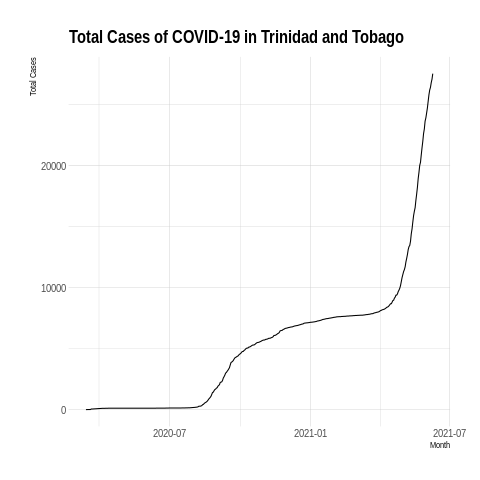 Total Cases of COVID-19 in Trinidad and Tobago
Total Cases
20000
10000
0
2020-07
2021-01
2021-07
Month